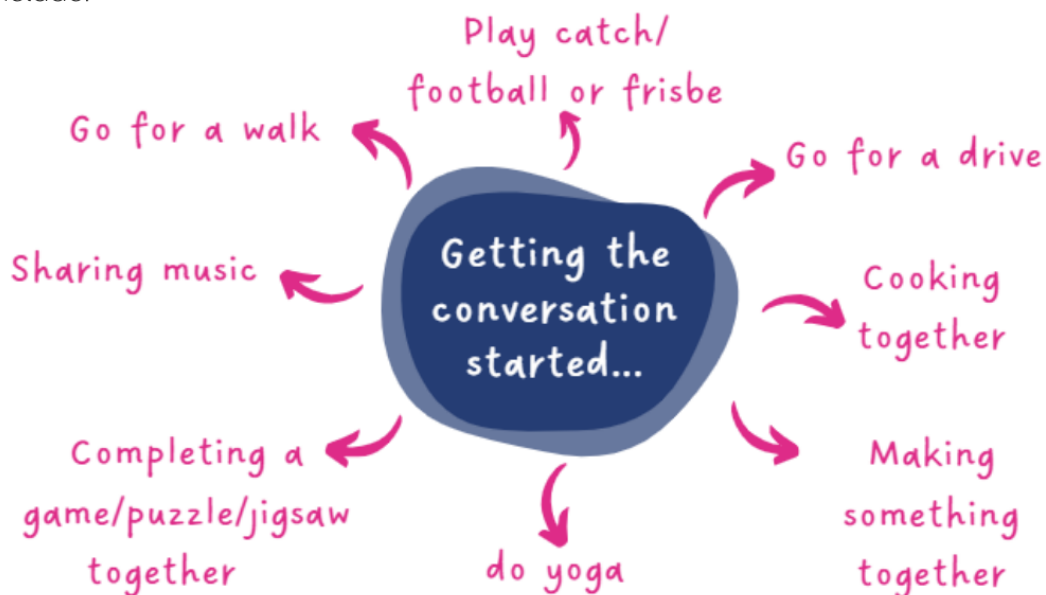 Play catch/
football or frisbe
Go for a walk
Go for a drive
Getting the
conversation
started...
Sharing music
Cooking
together
Completing a
game/puzzle/jigsaw
together
do yoga
Making
something
together